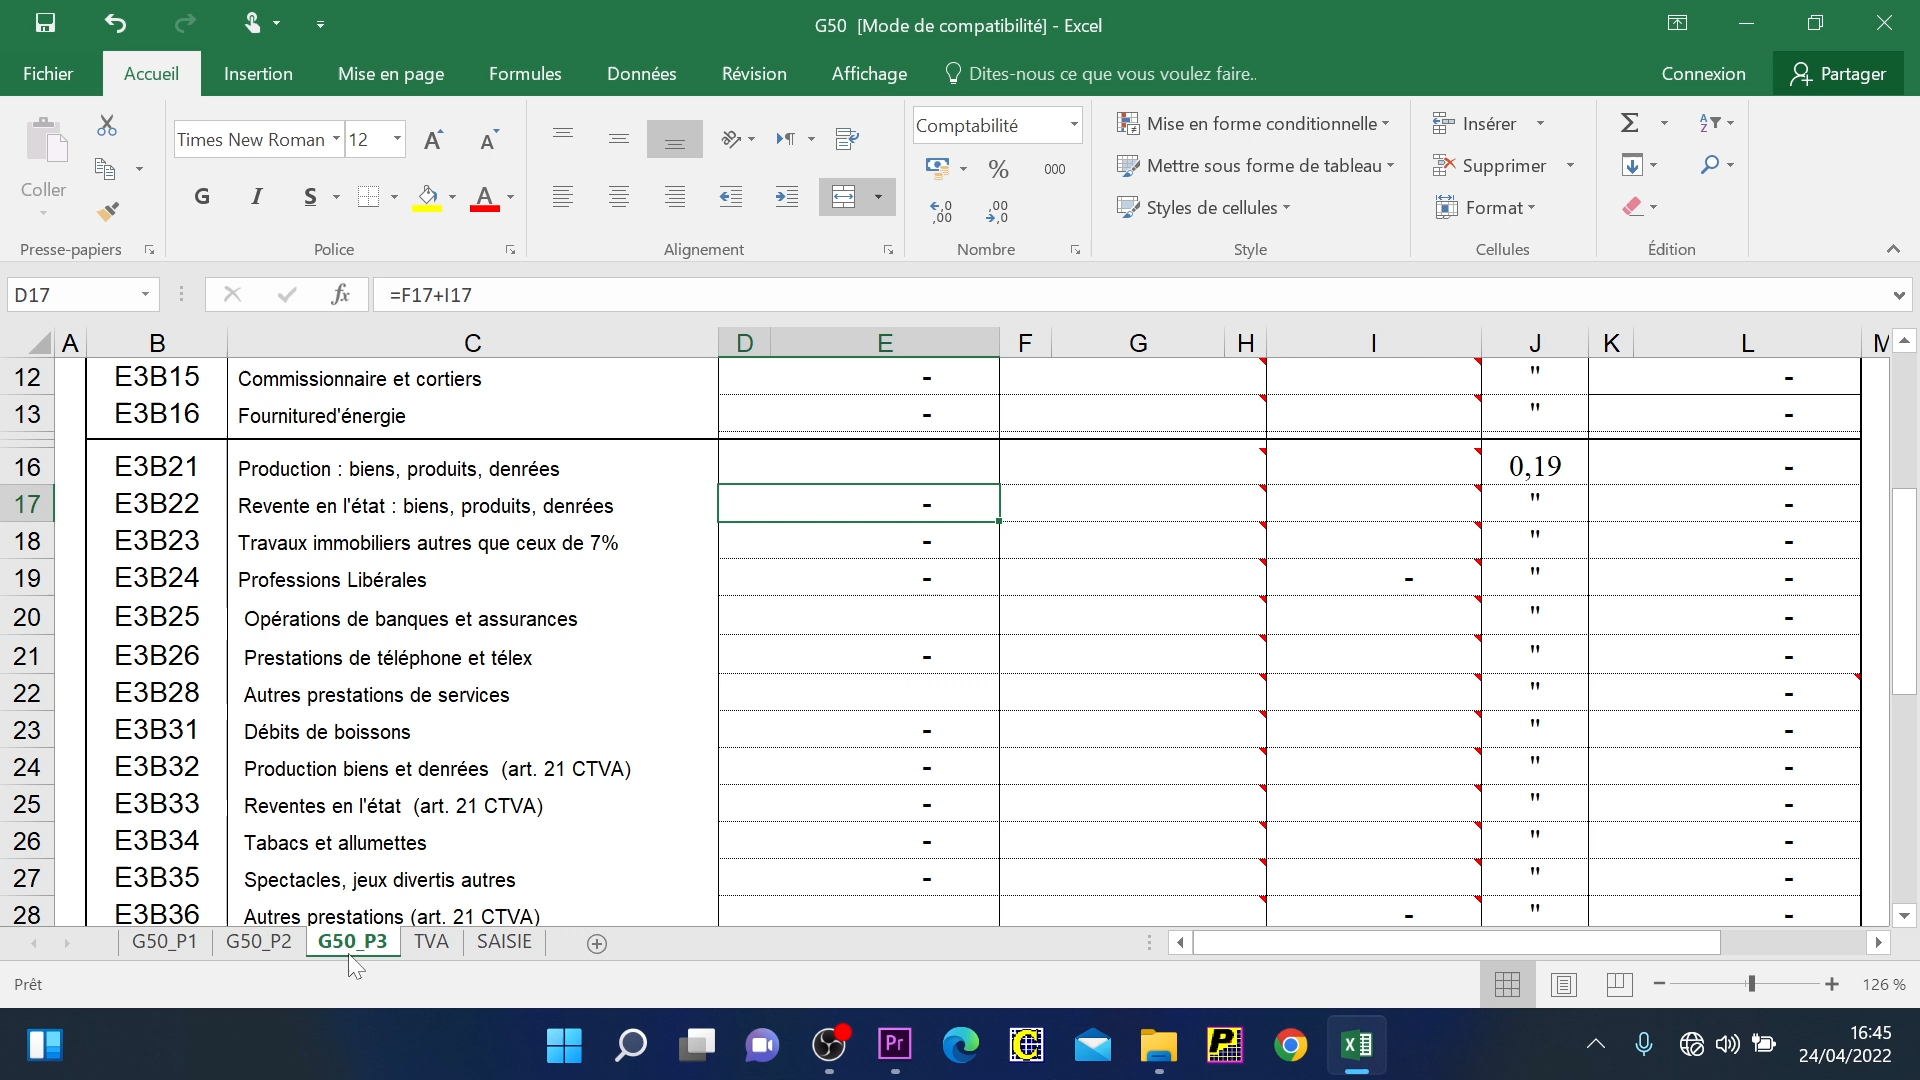 G50 [Mode de compatibilité] - Excel
Fichier Accueil Insertion Mise en page Formules Données Révision Affichage Dites-nous ce que vous voulez faire.. Connexion Partager
Coller
Times New Roman 12
G I S
Comptabilité
% 000
Mise en forme conditionnelle
Mettre sous forme de tableau
Styles de cellules
Insérer
Supprimer
Format
Presse-papiers Police Alignement Nombre Style Cellules Édition
D17 fx =F17+I17
A B C D E F G H I J K L M
12 E3B15 Commissionnaire et cortiers - " -
13 E3B16 Fournitured'énergie - " -
16 E3B21 Production : biens, produits, denrées 0,19 -
17 E3B22 Revente en l'état : biens, produits, denrées - " -
18 E3B23 Travaux immobiliers autres que ceux de 7% - " -
19 E3B24 Professions Libérales - - " -
20 E3B25 Opérations de banques et assurances " -
21 E3B26 Prestations de téléphone et télex - " -
22 E3B28 Autres prestations de services " -
23 E3B31 Débits de boissons - " -
24 E3B32 Production biens et denrées (art. 21 CTVA) - " -
25 E3B33 Reventes en l'état (art. 21 CTVA) - " -
26 E3B34 Tabacs et allumettes - " -
27 E3B35 Spectacles, jeux divertis autres - " -
28 E3B36 Autres prestations (art. 21 CTVA) - " -
G50_P1 G50_P2 G50_P3 TVA SAISIE
Prêt 126 %
16:45
24/04/2022